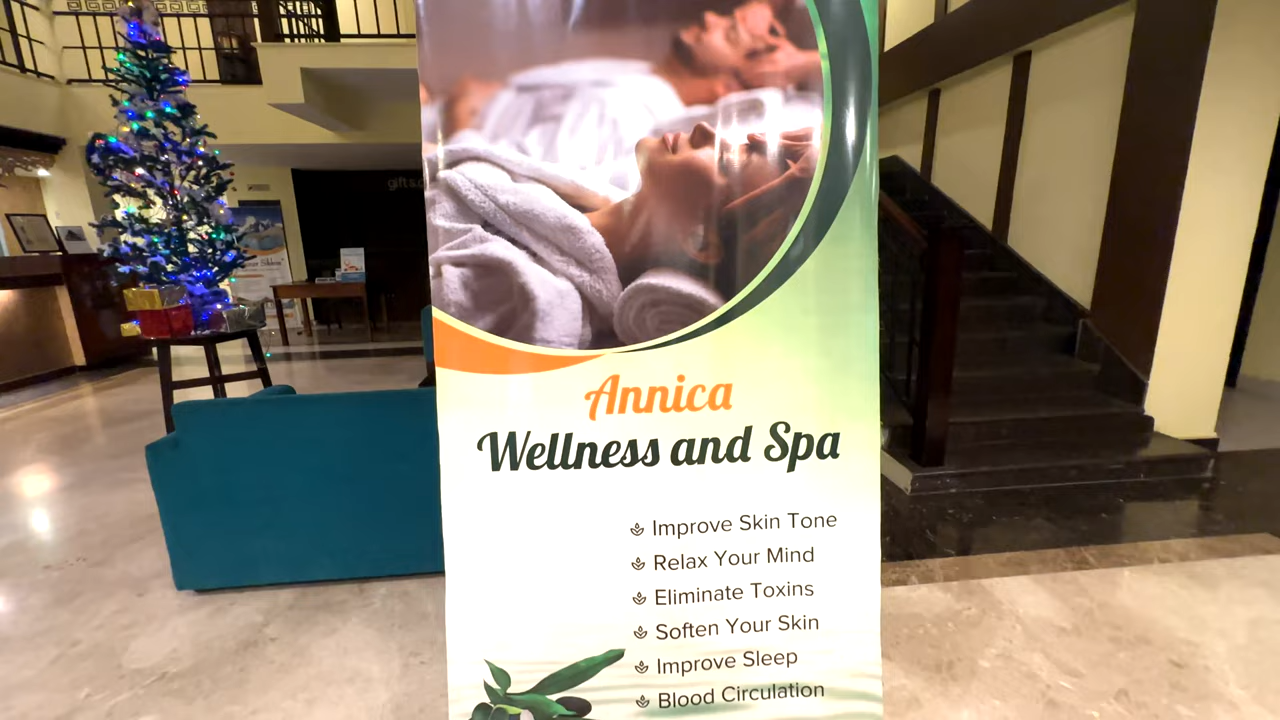 Annica
Wellness and Spa
Improve Skin Tone
Relax Your Mind
Eliminate Toxins
Soften Your Skin
Improve Sleep
Blood Circulation